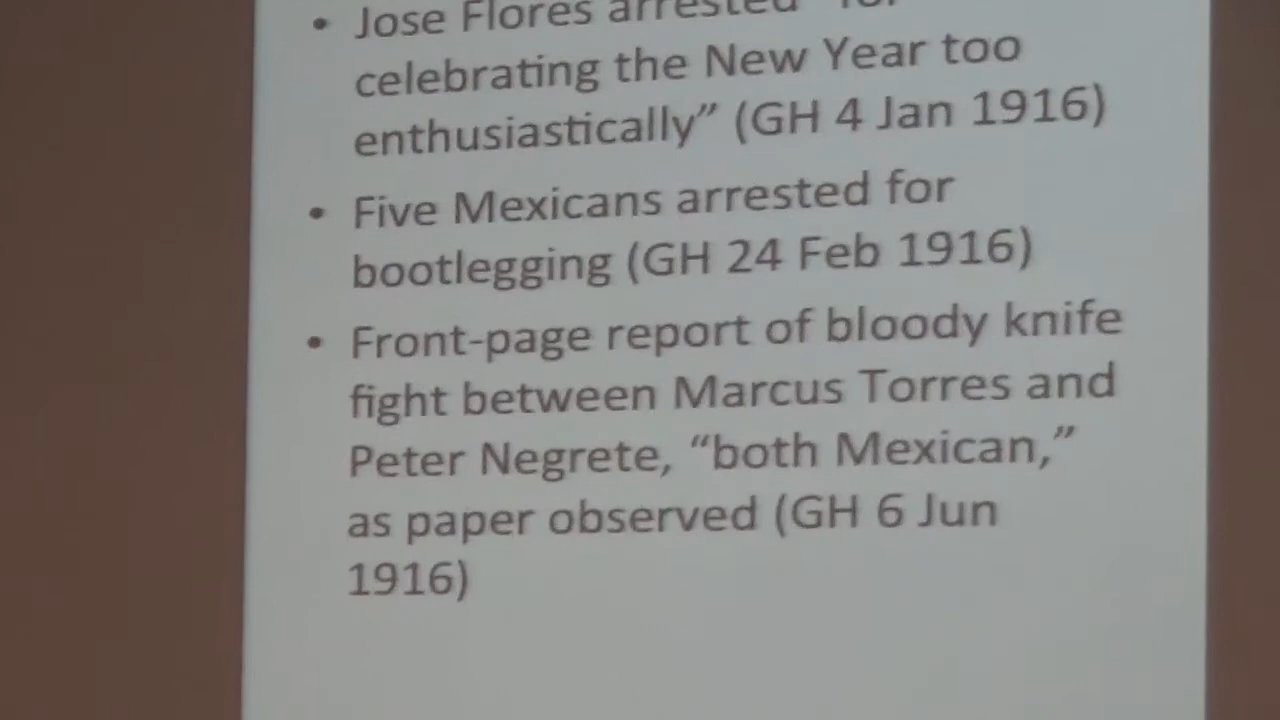 • Jose Flores arrested "for
celebrating the New Year too
enthusiastically” (GH 4 Jan 1916)
• Five Mexicans arrested for
bootlegging (GH 24 Feb 1916)
• Front-page report of bloody knife
fight between Marcus Torres and
Peter Negrete, “both Mexican,”
as paper observed (GH 6 Jun
1916)